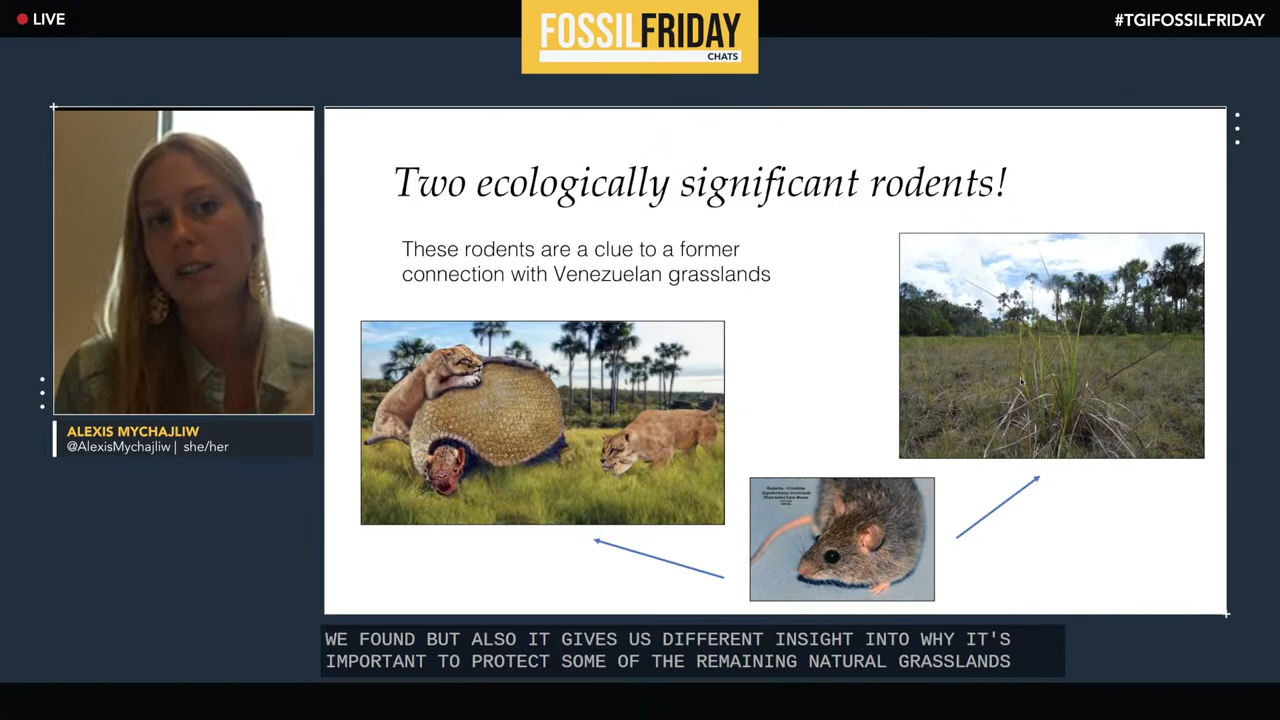 LIVE
FOSSILFRIDAY
CHATS
#TGIFOSSILFRIDAY
Two ecologically significant rodents!
These rodents are a clue to a former
connection with Venezuelan grasslands
ALEXIS MYCHAJLIW
@AlexisMychajliw | she/her
WE FOUND BUT ALSO IT GIVES US DIFFERENT INSIGHT INTO WHY IT'S
IMPORTANT TO PROTECT SOME OF THE REMAINING NATURAL GRASSLANDS